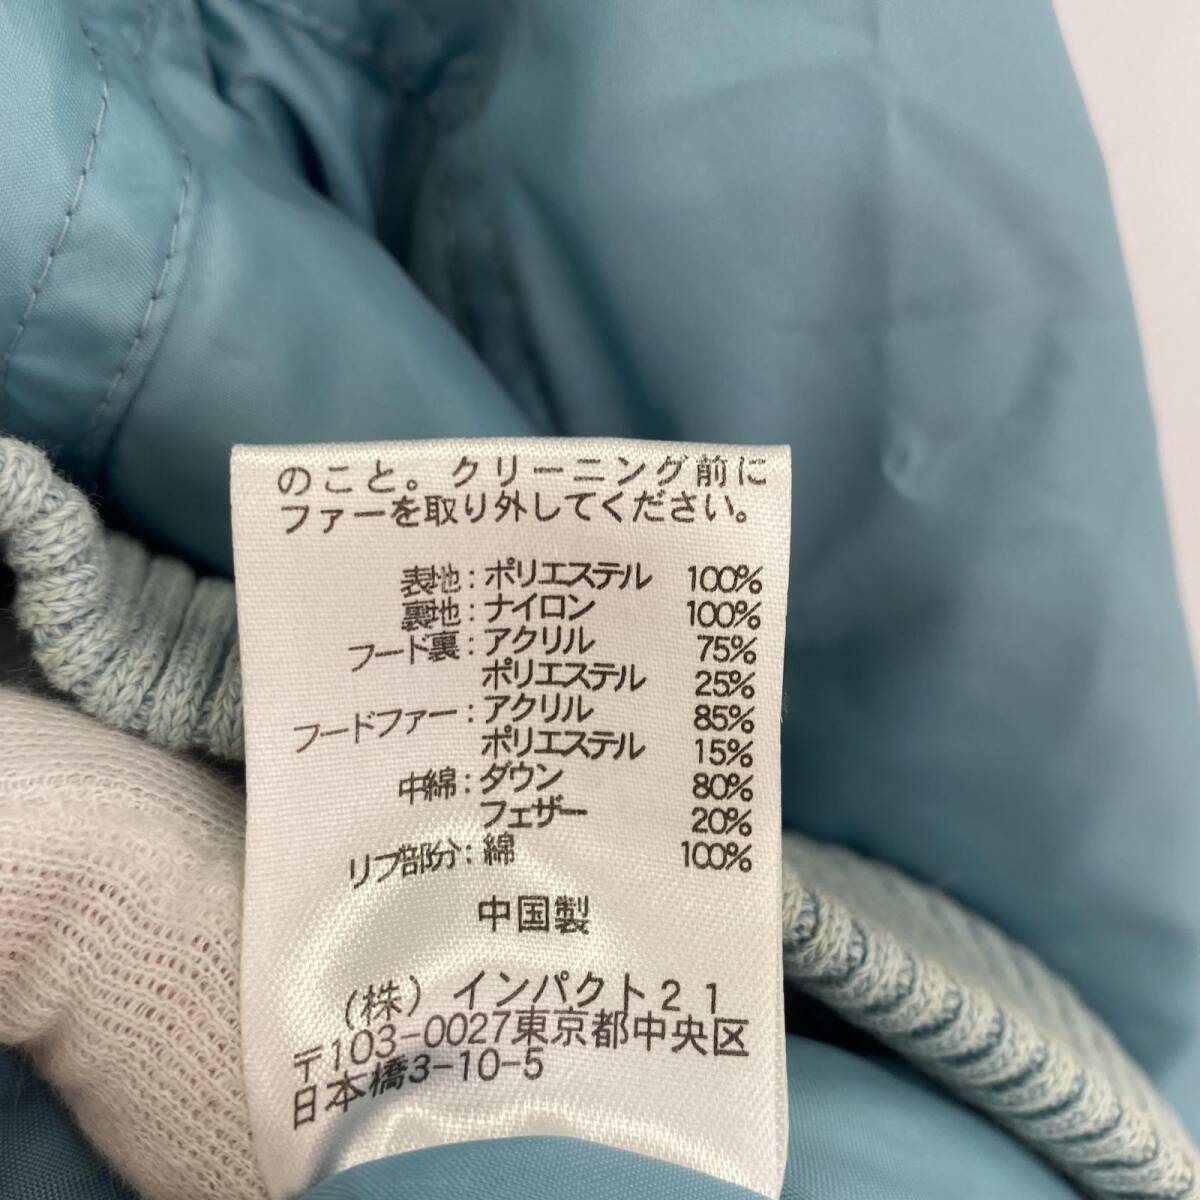 のこと。クリーニング前に
ファーを取り外してください。
表地：ポリエステル 100%
裏地：ナイロン 100%
フード裏：アクリル 75%
ポリエステル 25%
フードファー：アクリル 85%
ポリエステル 15%
中綿：ダウン 80%
フェザー 20%
リブ部分：綿 100%
中国製
（株）インパクト21
〒103-0027東京都中央区
日本橋3-10-5